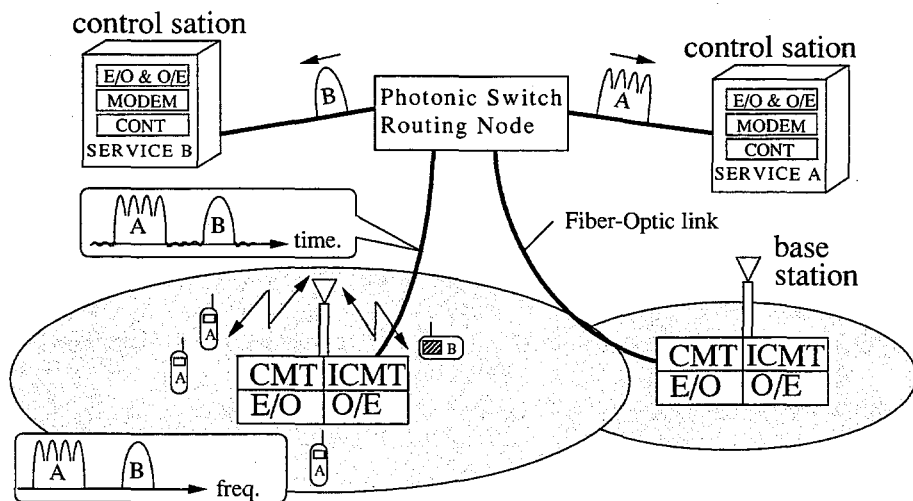 control sation
E/O & O/E
MODEM
CONT
SERVICE B
B
Photonic Switch
Routing Node
A
control sation
E/O & O/E
MODEM
CONT
SERVICE A
A
B
time.
Fiber-Optic link
base
station
A
A
B
CMT ICMT
E/O O/E
A
CMT ICMT
E/O O/E
A
B
freq.